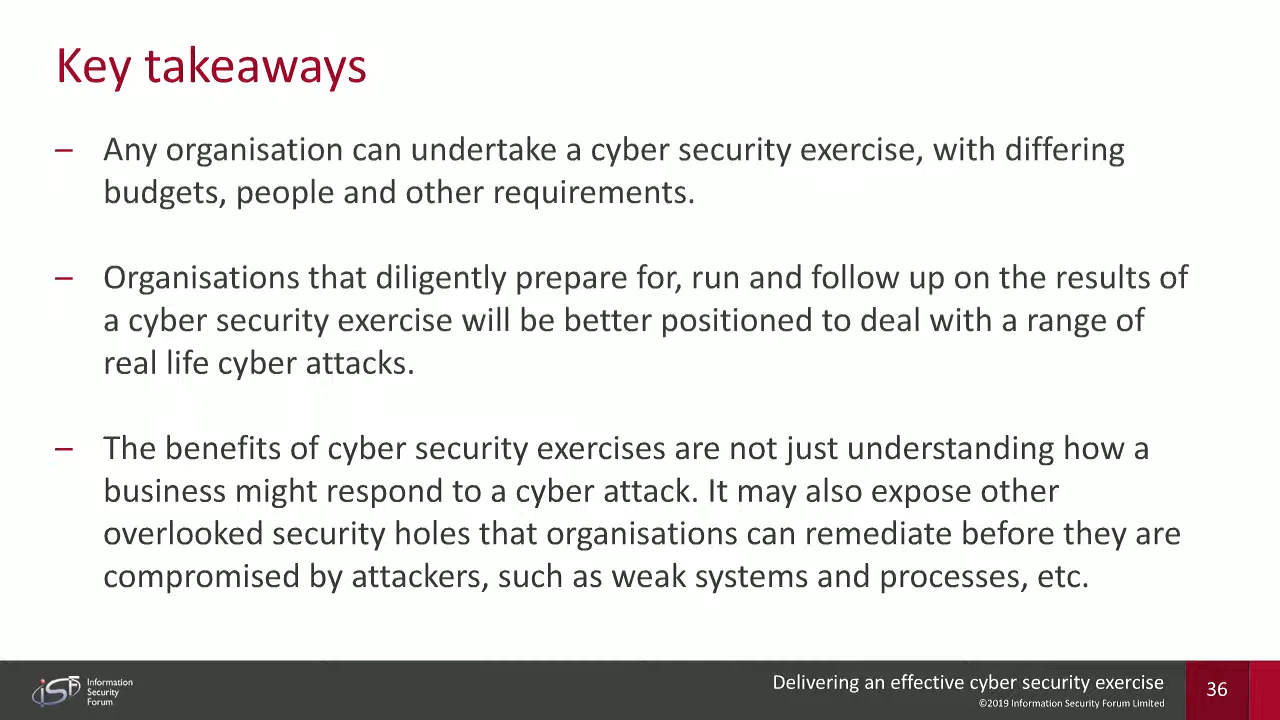 Key takeaways
– Any organisation can undertake a cyber security exercise, with differing
budgets, people and other requirements.
– Organisations that diligently prepare for, run and follow up on the results of
a cyber security exercise will be better positioned to deal with a range of
real life cyber attacks.
– The benefits of cyber security exercises are not just understanding how a
business might respond to a cyber attack. It may also expose other
overlooked security holes that organisations can remediate before they are
compromised by attackers, such as weak systems and processes, etc.
isf
Information
Security
Forum
Delivering an effective cyber security exercise
©2019 Information Security Forum Limited
36